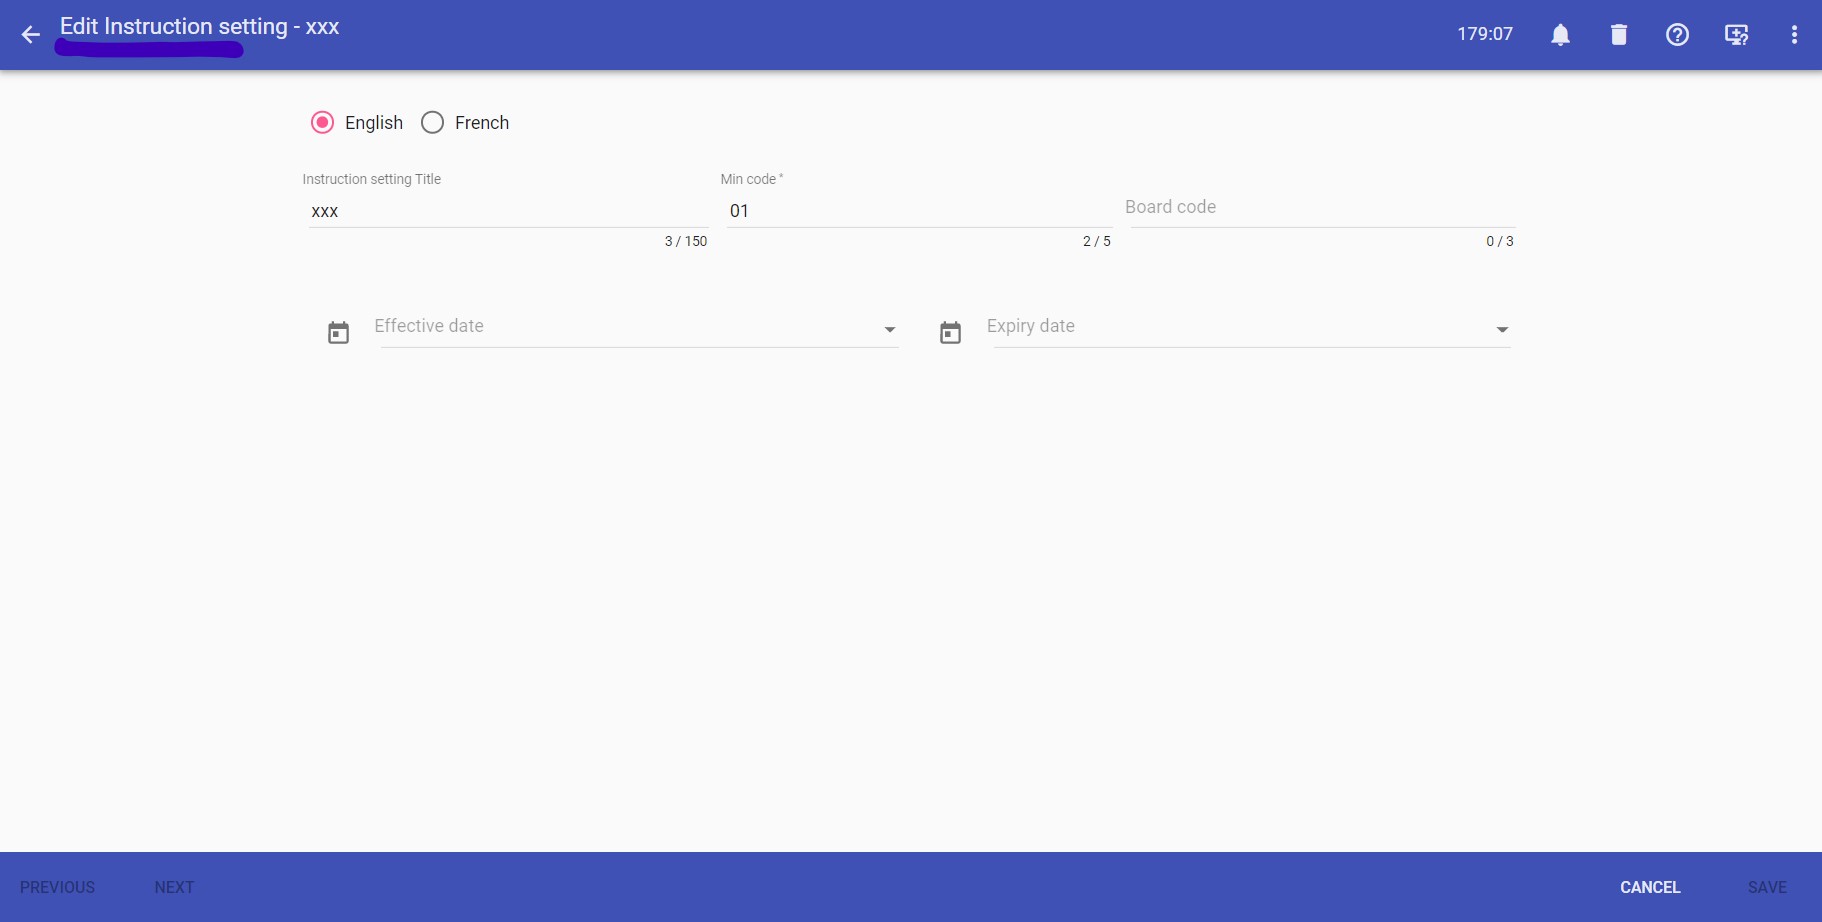 Edit Instruction setting - xxx
179:07
English
French
Instruction setting Title
Min code *
xxx
01
Board code
3 / 150
2 / 5
0 / 3
Effective date
Expiry date
PREVIOUS
NEXT
CANCEL
SAVE